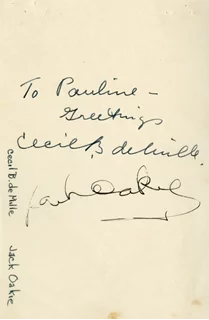 To Pauline –
Greetings
Cecil B deMille
Jack Oakie
Cecil B. de Mille
Jack Oakie